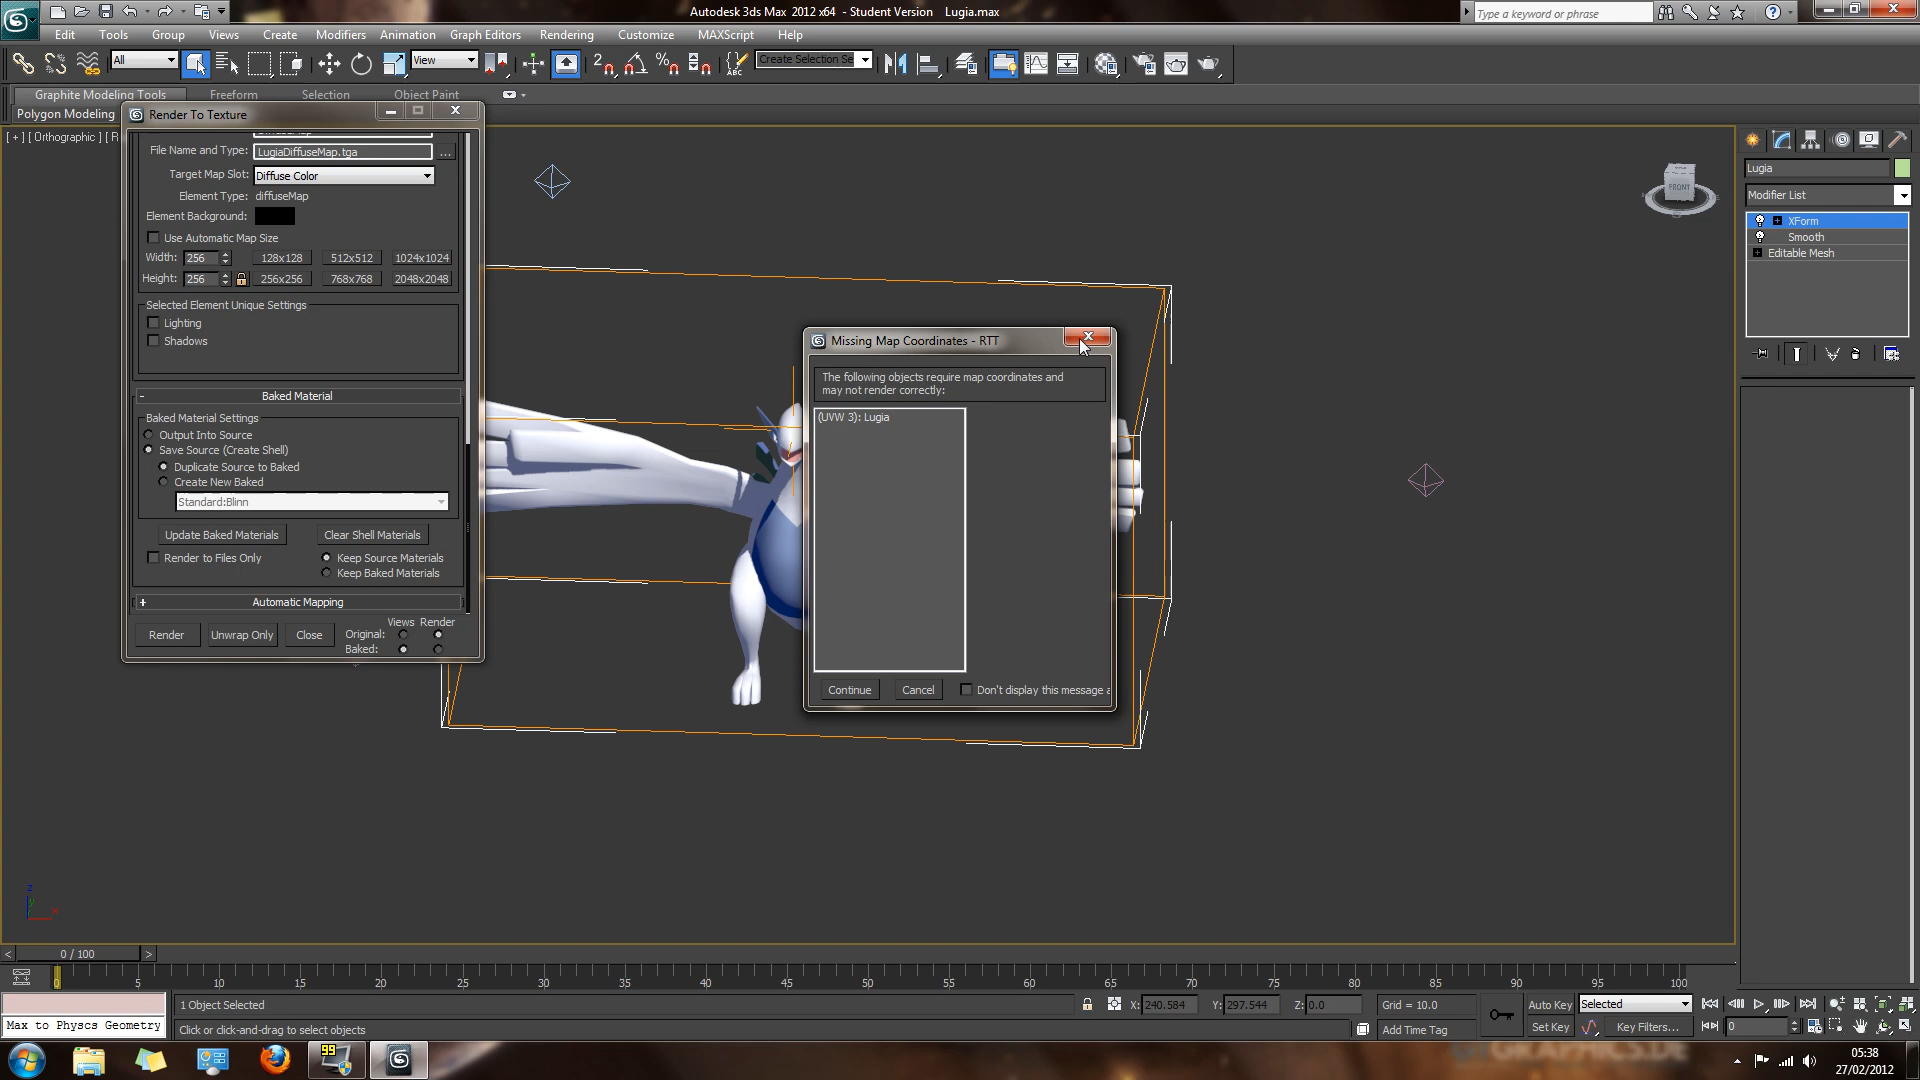 Autodesk 3ds Max 2012 x64 - Student Version Lugia.max
Type a keyword or phrase
Edit Tools Group Views Create Modifiers Animation Graph Editors Rendering Customize MAXScript Help
All
View
Create Selection Se
Graphite Modeling Tools Freeform Selection Object Paint
Polygon Modeling
Render To Texture
[ + ] [ Orthographic ] [ R
File Name and Type: LugiaDiffuseMap.tga ...
Target Map Slot: Diffuse Color
Element Type: diffuseMap
Element Background:
Use Automatic Map Size
Width: 256 128x128 512x512 1024x1024
Height: 256 256x256 768x768 2048x2048
Selected Element Unique Settings
Lighting
Shadows
- Baked Material
Baked Material Settings
Output Into Source
Save Source (Create Shell)
Duplicate Source to Baked
Create New Baked
Standard:Blinn
Update Baked Materials Clear Shell Materials
Render to Files Only Keep Source Materials
Keep Baked Materials
+ Automatic Mapping
Views Render
Render Unwrap Only Close Original:
Baked:
Missing Map Coordinates - RTT
The following objects require map coordinates and
may not render correctly:
(UVW 3): Lugia
Continue Cancel Don't display this message a
FRONT
Lugia
Modifier List
XForm
Smooth
Editable Mesh
z
y
x
< 0 / 100 >
0 5 10 15 20 25 30 35 40 45 50 55 60 65 70 75 80 85 90 95 100
1 Object Selected X: 240.584 Y: 297.544 Z: 0.0 Grid = 10.0 Auto Key Selected
Max to Physcs Geometry Click or click-and-drag to select objects Add Time Tag Set Key Key Filters... 0
99
05:38
27/02/2012